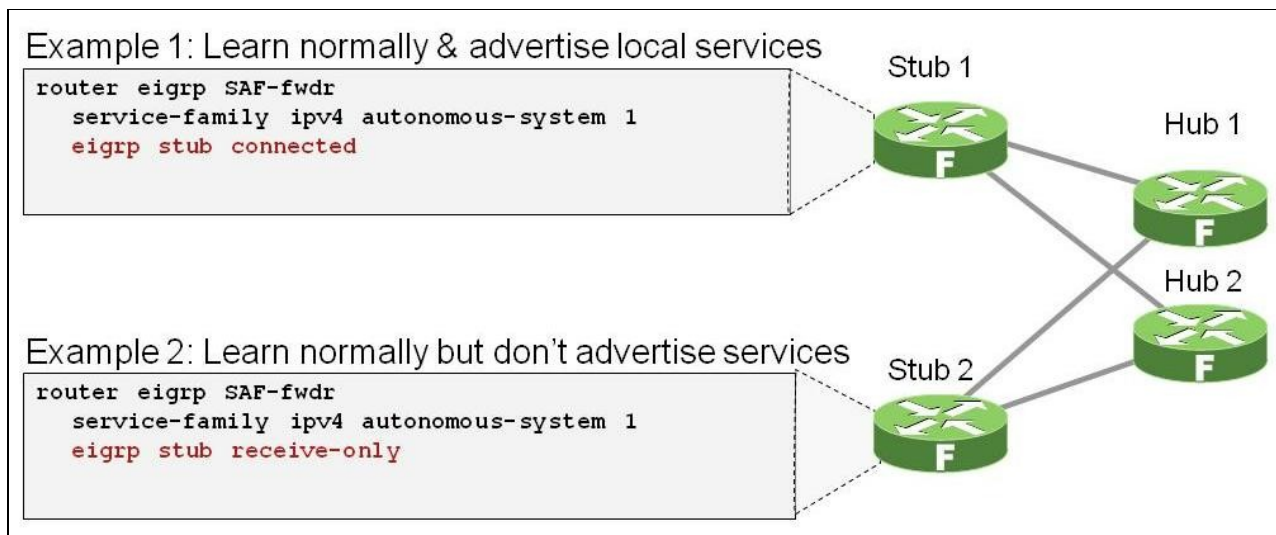 Example 1: Learn normally & advertise local services
router eigrp SAF-fwdr
service-family ipv4 autonomous-system 1
eigrp stub connected
Stub 1
F
Hub 1
F
Hub 2
F
Example 2: Learn normally but don't advertise services
router eigrp SAF-fwdr
service-family ipv4 autonomous-system 1
eigrp stub receive-only
Stub 2
F